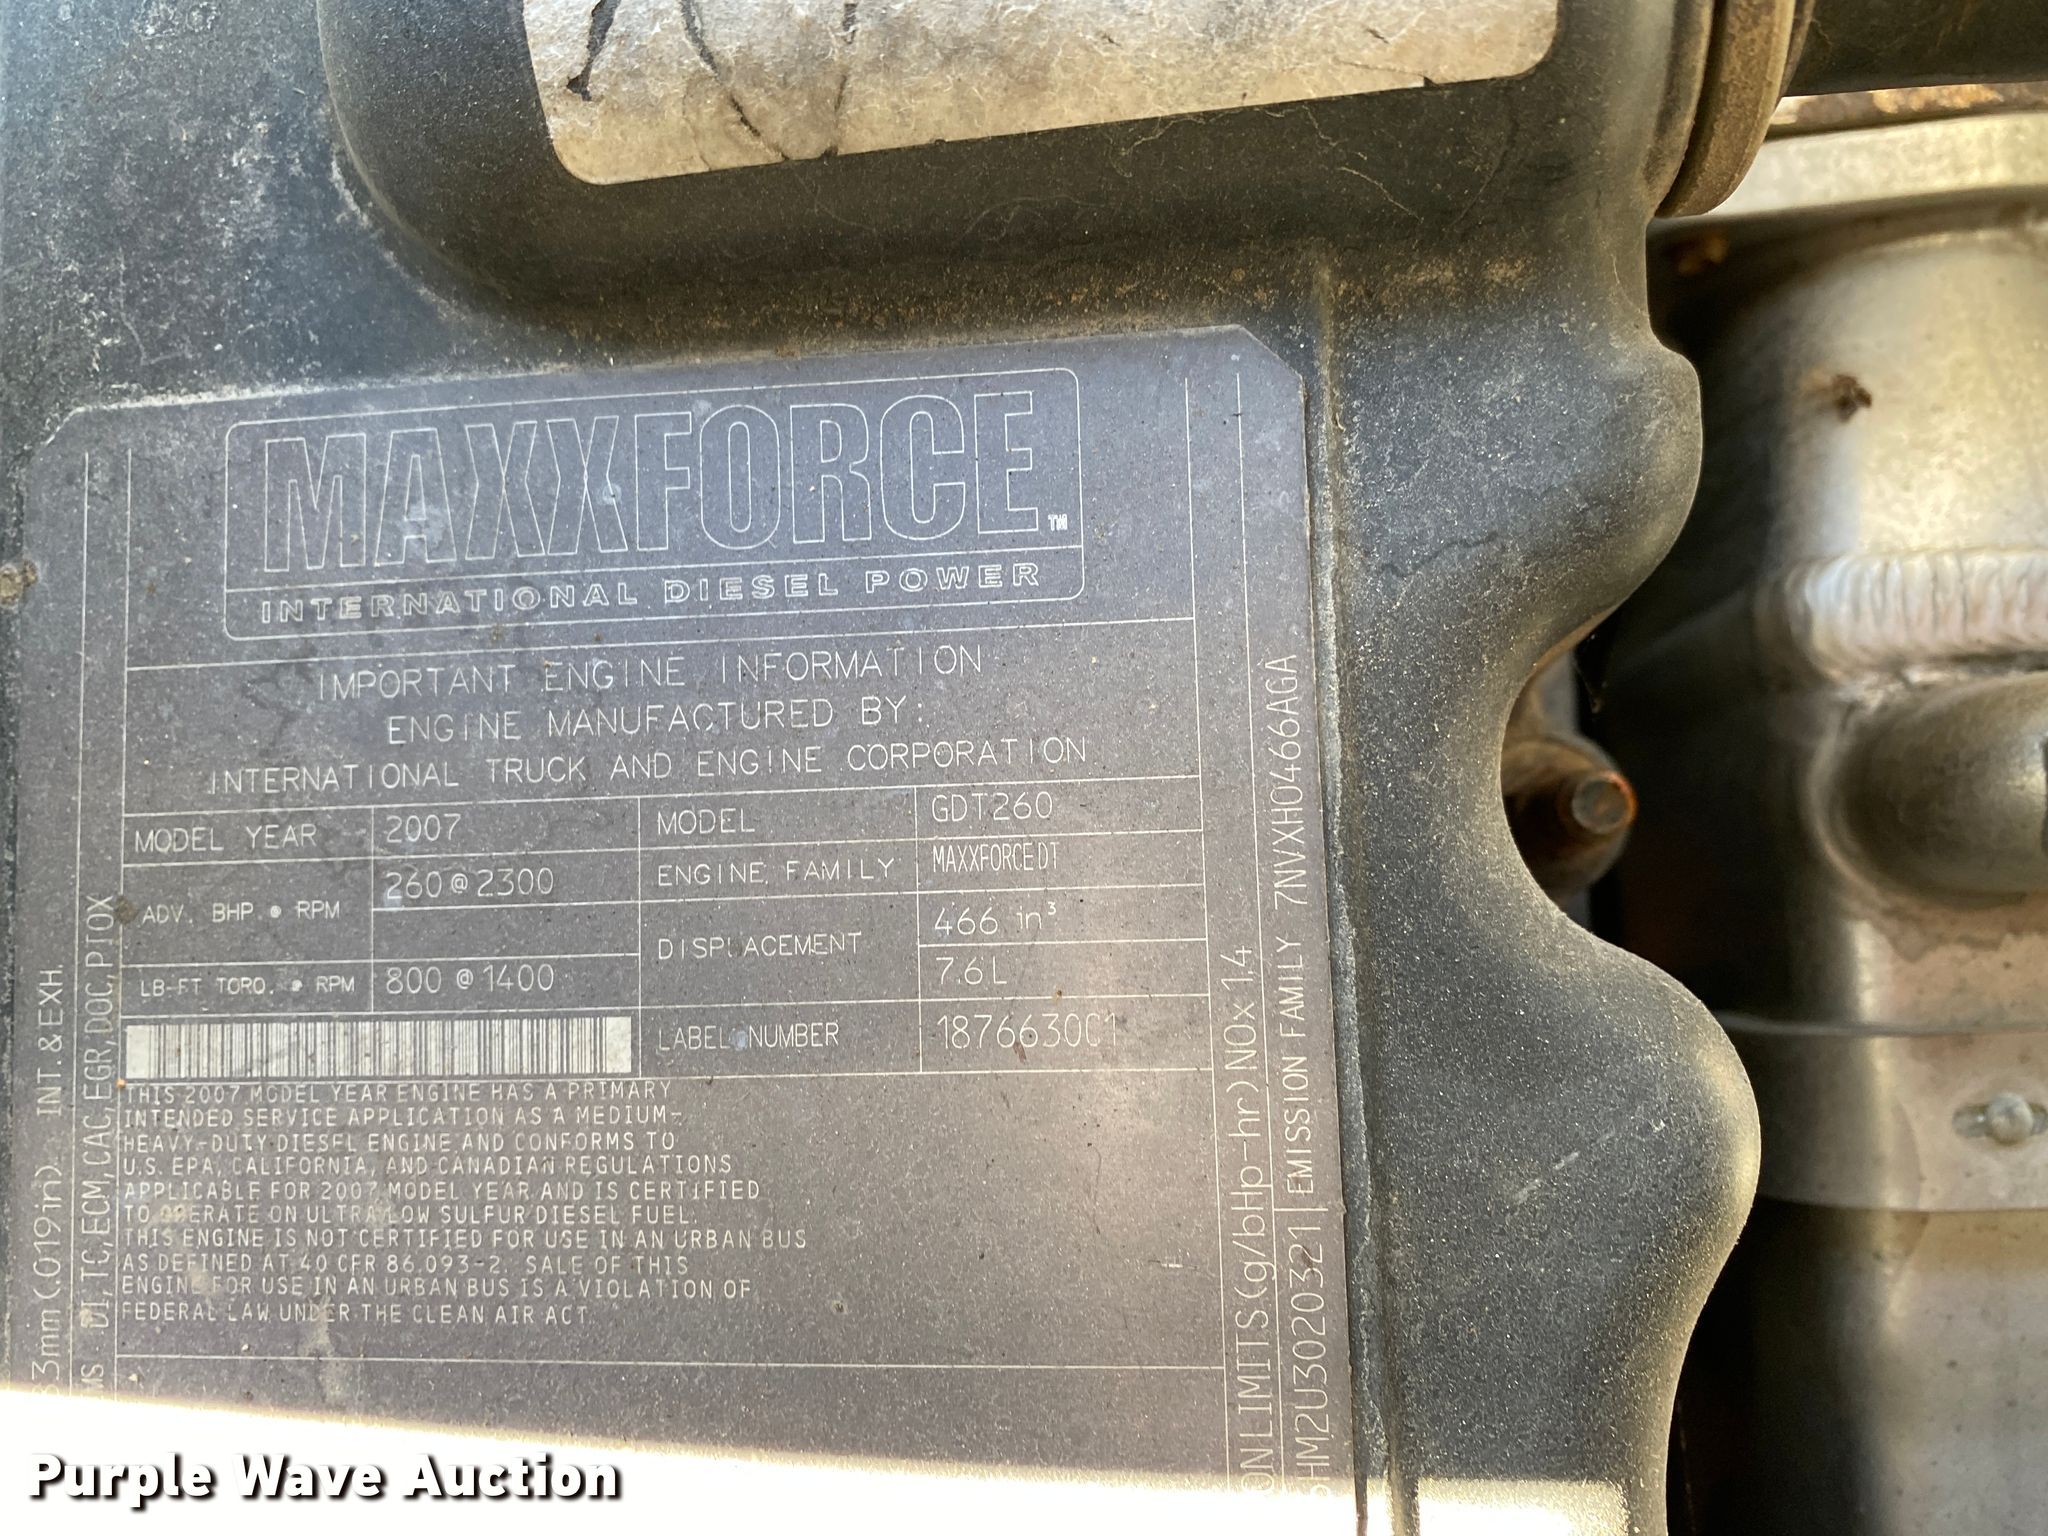 MAXXFORCE™
INTERNATIONAL DIESEL POWER
IMPORTANT ENGINE INFORMATION
ENGINE MANUFACTURED BY:
INTERNATIONAL TRUCK AND ENGINE CORPORATION
MODEL YEAR 2007 MODEL GDT260
ADV. BHP @ RPM 260@2300 ENGINE FAMILY MAXXFORCEDT
DISPLACEMENT 466 in³
7.6L
LB-FT TORQ. @ RPM 800@1400
LABEL NUMBER 1876630C1
THIS 2007 MODEL YEAR ENGINE HAS A PRIMARY
INTENDED SERVICE APPLICATION AS A MEDIUM-
HEAVY-DUTY DIESEL ENGINE AND CONFORMS TO
U.S. EPA, CALIFORNIA, AND CANADIAN REGULATIONS
APPLICABLE FOR 2007 MODEL YEAR AND IS CERTIFIED
TO OPERATE ON ULTRA LOW SULFUR DIESEL FUEL.
THIS ENGINE IS NOT CERTIFIED FOR USE IN AN URBAN BUS
AS DEFINED AT 40 CFR 86.093-2. SALE OF THIS
ENGINE FOR USE IN AN URBAN BUS IS A VIOLATION OF
FEDERAL LAW UNDER THE CLEAN AIR ACT.
33mm (.019in). INT. & EXH.
MS DI, TC, ECM, CAC, EGR, DOC, PTOX
ON LIMITS (g/bHp-hr) NOx 1.4
HM2U3020321 EMISSION FAMILY 7NVXH0466AGA
Purple Wave Auction